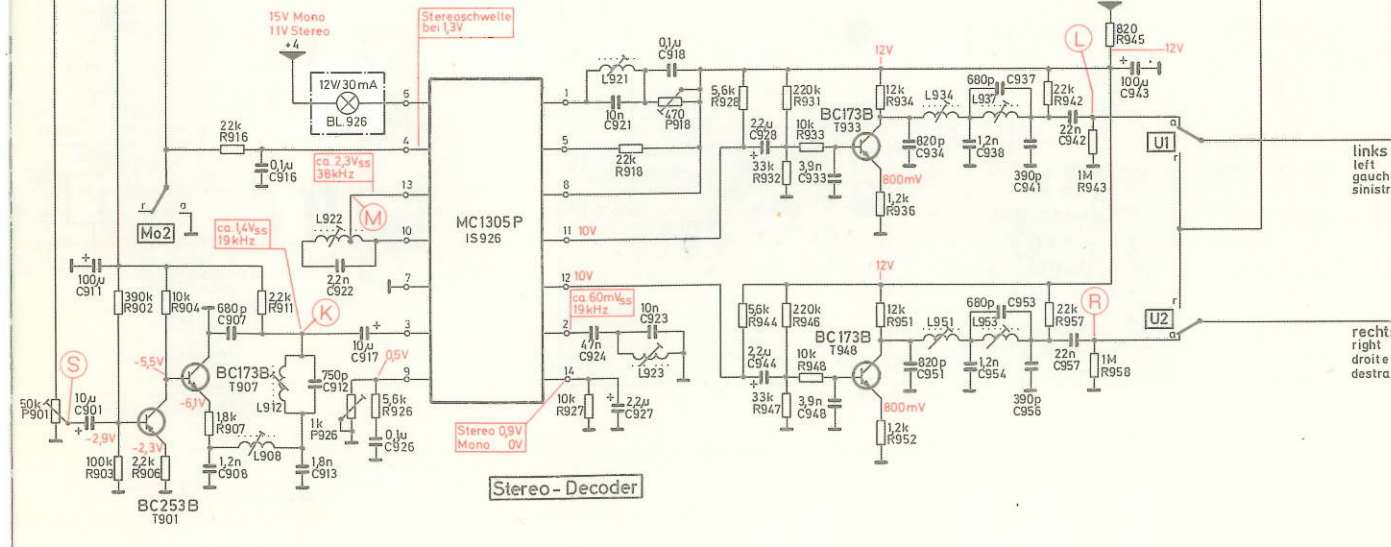 15V Mono
11V Stereo
+4
Stereoschwelle
bei 1,3V
12V/30mA
BL.926
22k
R916
0,1µ
C916
r
a
Mo2
ca. 2,3Vss
38kHz
M
L922
2,2n
C922
ca. 1,4Vss
19kHz
K
6
4
13
10
7
3
9
MC1305P
IS926
1
5
8
11
12
2
14
L921
0,1µ
C918
10n
C921
470
P918
22k
R918
10V
10V
ca. 60mVss
19kHz
10n
C923
47n
C924
L923
10k
R927
2,2µ
C927
Stereo 0,9V
Mono 0V
100µ
C911
390k
R902
10k
R904
680p
C907
2,2k
R911
10µ
C917
0,5V
S
-5,5V
BC173B
T907
-6,1V
L912
750p
C912
1k
P926
5,6k
R926
0,1µ
C926
50k
P901
10µ
C901
-2,9V
-2,3V
1,8k
R907
L908
1,2n
C908
1,8n
C913
100k
R903
2,2k
R906
BC253B
T901
Stereo-Decoder
5,6k
R928
2,2µ
C928
220k
R931
10k
R933
33k
R932
3,9n
C933
BC173B
T933
12V
12k
R934
800mV
1,2k
R936
820p
C934
L934
680p C937
L937
1,2n
C938
390p
C941
22k
R942
22n
C942
L
1M
R943
820
R945
12V
100µ
C943
a
U1
r
links
left
gauch
sinistr
5,6k
R944
2,2µ
C944
220k
R946
10k
R948
33k
R947
3,9n
C948
BC173B
T948
12V
12k
R951
800mV
1,2k
R952
820p
C951
L951
680p C953
L953
1,2n
C954
390p
C956
22k
R957
22n
C957
R
1M
R958
r
U2
a
recht
right
droite
destra